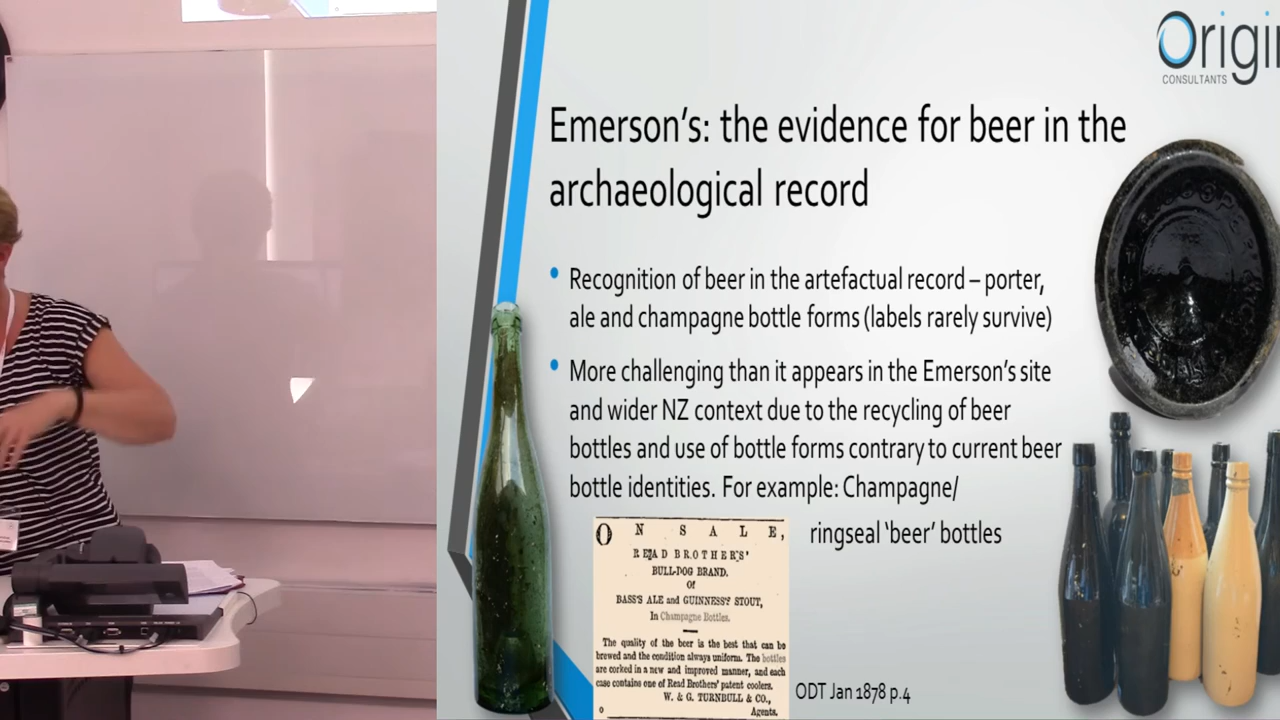 Origin
CONSULTANTS
Emerson's: the evidence for beer in the
archaeological record
• Recognition of beer in the artefactual record – porter,
ale and champagne bottle forms (labels rarely survive)
• More challenging than it appears in the Emerson's site
and wider NZ context due to the recycling of beer
bottles and use of bottle forms contrary to current beer
bottle identities. For example: Champagne/
ringseal 'beer' bottles
ON SALE,
READ BROTHER'S'
BULL-DOG BRAND.
Of
BASS'S ALE and GUINNESS'S STOUT,
In Champagne Bottles.
The quality of the beer is the best that can be
brewed and the condition always uniform. The bottles
are corked in a new and improved manner, and each
case contains one of Read Brothers' patent coolers.
W. & G. TURNBULL & CO.,
Agents.
ODT Jan 1878 p.4